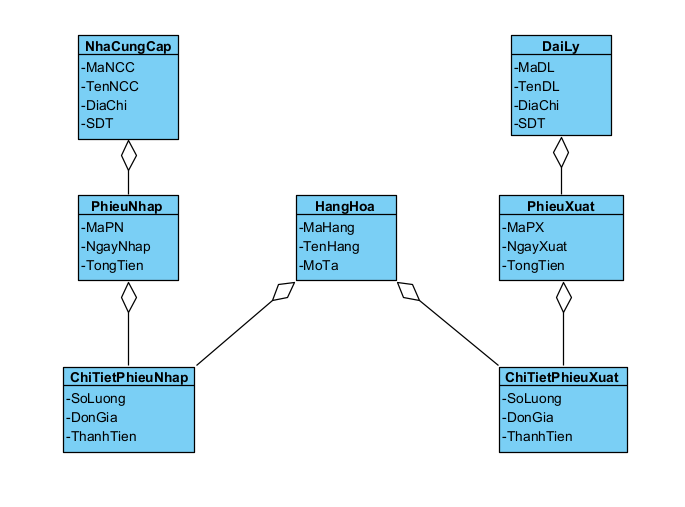 NhaCungCap
-MaNCC
-TenNCC
-DiaChi
-SDT
DaiLy
-MaDL
-TenDL
-DiaChi
-SDT
PhieuNhap
-MaPN
-NgayNhap
-TongTien
HangHoa
-MaHang
-TenHang
-MoTa
PhieuXuat
-MaPX
-NgayXuat
-TongTien
ChiTietPhieuNhap
-SoLuong
-DonGia
-ThanhTien
ChiTietPhieuXuat
-SoLuong
-DonGia
-ThanhTien